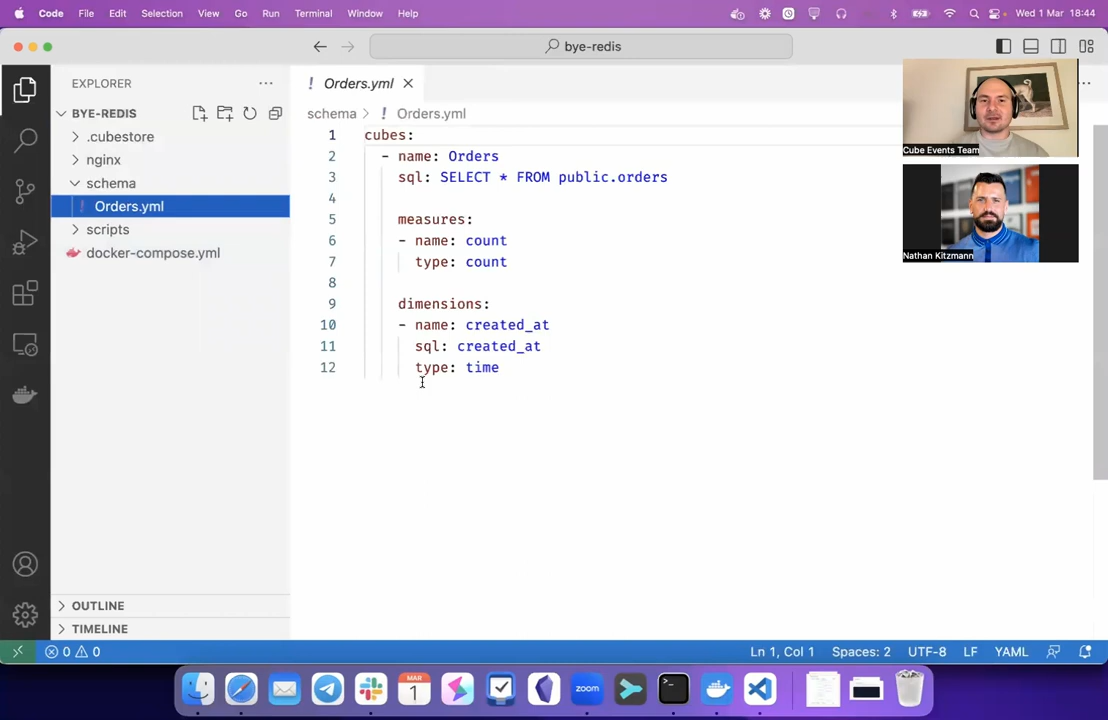 Code File Edit Selection View Go Run Terminal Window Help Wed 1 Mar 18:44
bye-redis
EXPLORER
BYE-REDIS
.cubestore
nginx
schema
Orders.yml
scripts
docker-compose.yml
OUTLINE
TIMELINE
Orders.yml
schema Orders.yml
1 cubes:
2 - name: Orders
3 sql: SELECT * FROM public.orders
4
5 measures:
6 - name: count
7 type: count
8
9 dimensions:
10 - name: created_at
11 sql: created_at
12 type: time
Cube Events Team
Nathan Kitzmann
0 0 Ln 1, Col 1 Spaces: 2 UTF-8 LF YAML
MAR
1
zoom